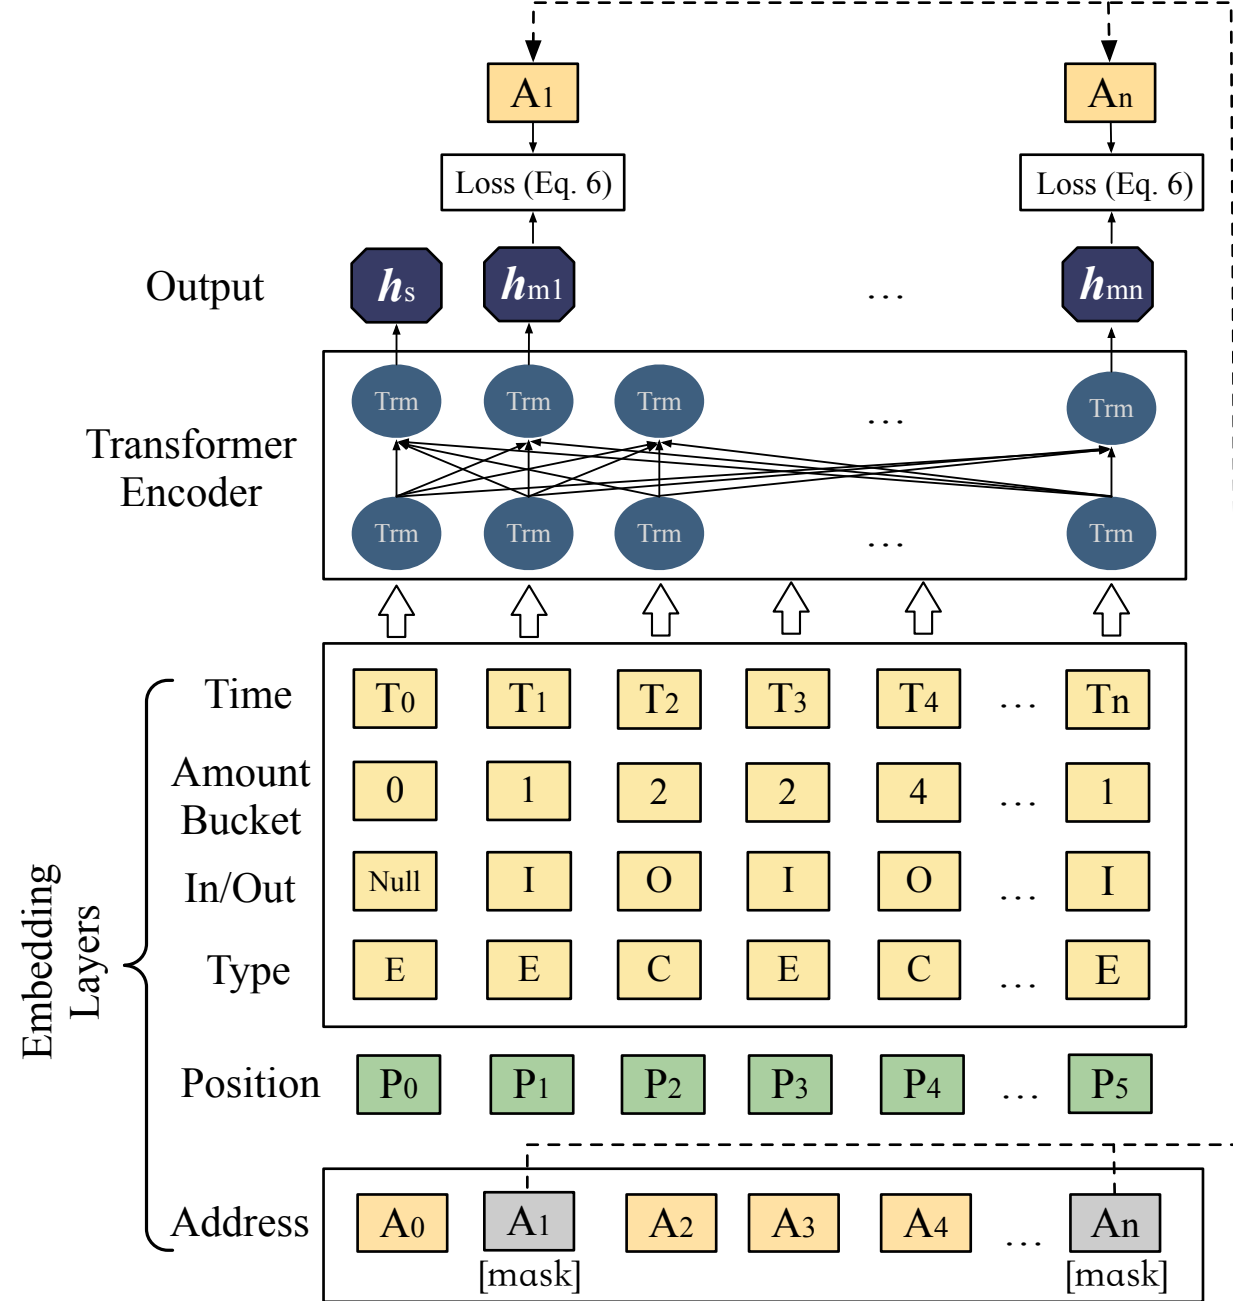 A1 An
Loss (Eq. 6) Loss (Eq. 6)
Output hs hm1 ... hmn
Trm Trm Trm ... Trm
Transformer
Encoder
Trm Trm Trm ... Trm
Embedding
Layers
Time T0 T1 T2 T3 T4 ... Tn
Amount
Bucket
0 1 2 2 4 ... 1
In/Out Null I O I O ... I
Type E E C E C ... E
Position P0 P1 P2 P3 P4 ... P5
Address A0 A1 A2 A3 A4 ... An
[mask] [mask]